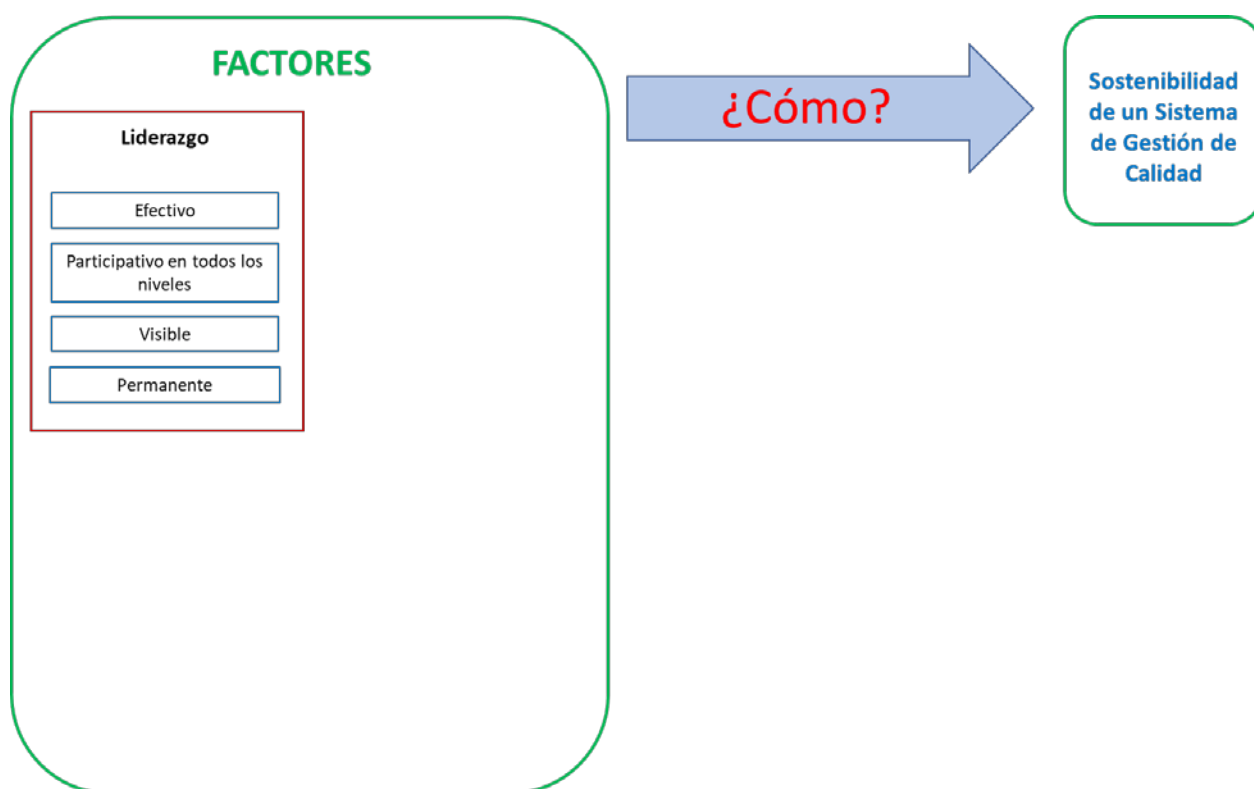 FACTORES
Liderazgo
Efectivo
Participativo en todos los
niveles
Visible
Permanente
¿Cómo?
Sostenibilidad
de un Sistema
de Gestión de
Calidad